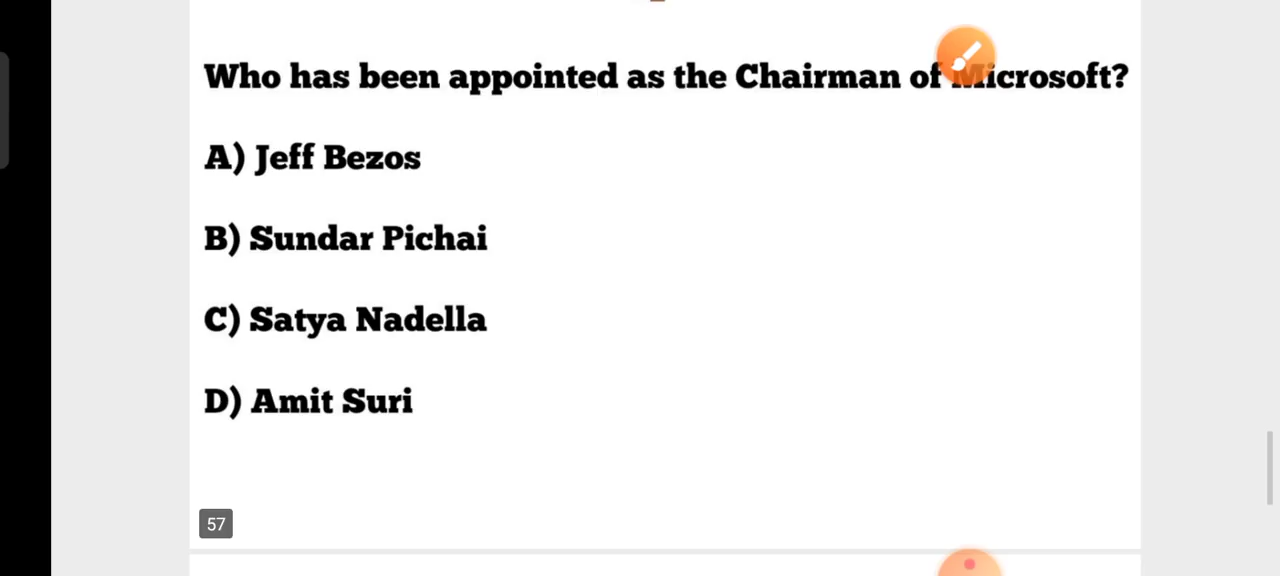 Who has been appointed as the Chairman of Microsoft?
A) Jeff Bezos
B) Sundar Pichai
C) Satya Nadella
D) Amit Suri
57